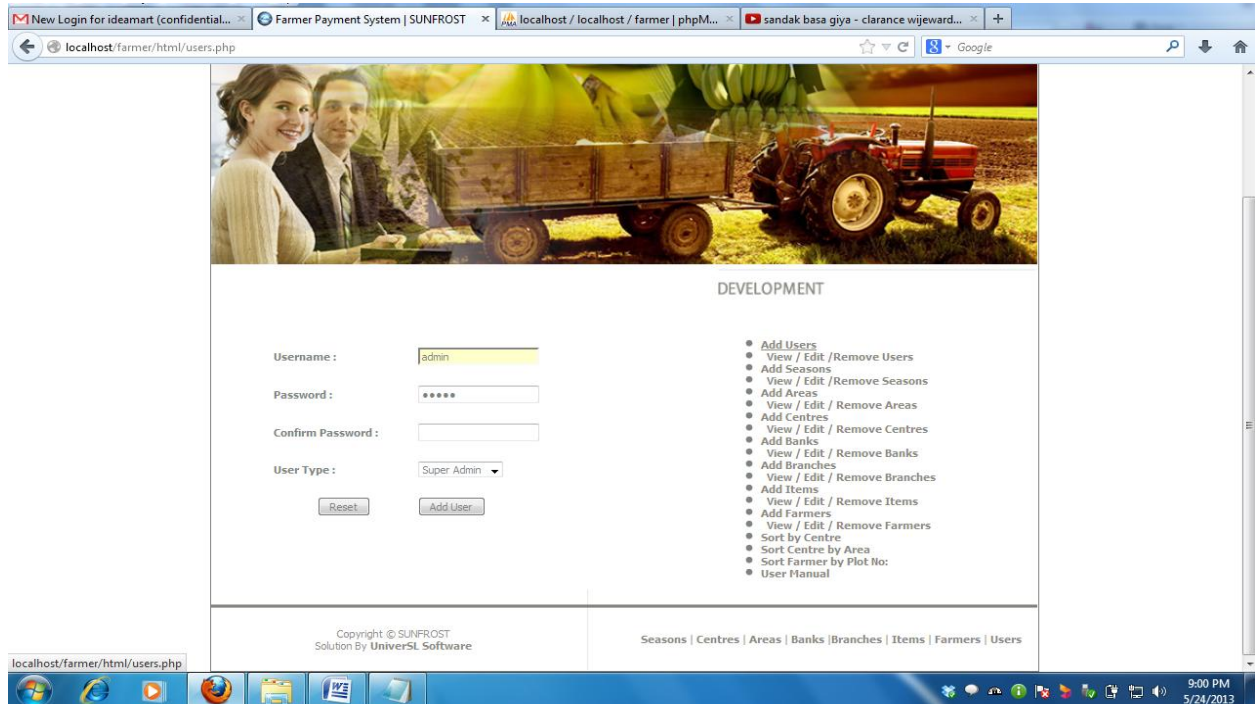 New Login for ideamart (confidential...
Farmer Payment System | SUNFROST
localhost / localhost / farmer | phpM...
sandak basa giya - clarance wijeward...
localhost/farmer/html/users.php
Google
DEVELOPMENT
Username :
admin
Password :
•••••
Confirm Password :
User Type :
Super Admin
Reset
Add User
Add Users
View / Edit /Remove Users
Add Seasons
View / Edit /Remove Seasons
Add Areas
View / Edit / Remove Areas
Add Centres
View / Edit / Remove Centres
Add Banks
View / Edit / Remove Banks
Add Branches
View / Edit / Remove Branches
Add Items
View / Edit / Remove Items
Add Farmers
View / Edit / Remove Farmers
Sort by Centre
Sort Centre by Area
Sort Farmer by Plot No:
User Manual
Copyright © SUNFROST
Solution By UniverSL Software
Seasons | Centres | Areas | Banks |Branches | Items | Farmers | Users
localhost/farmer/html/users.php
9:00 PM
5/24/2013